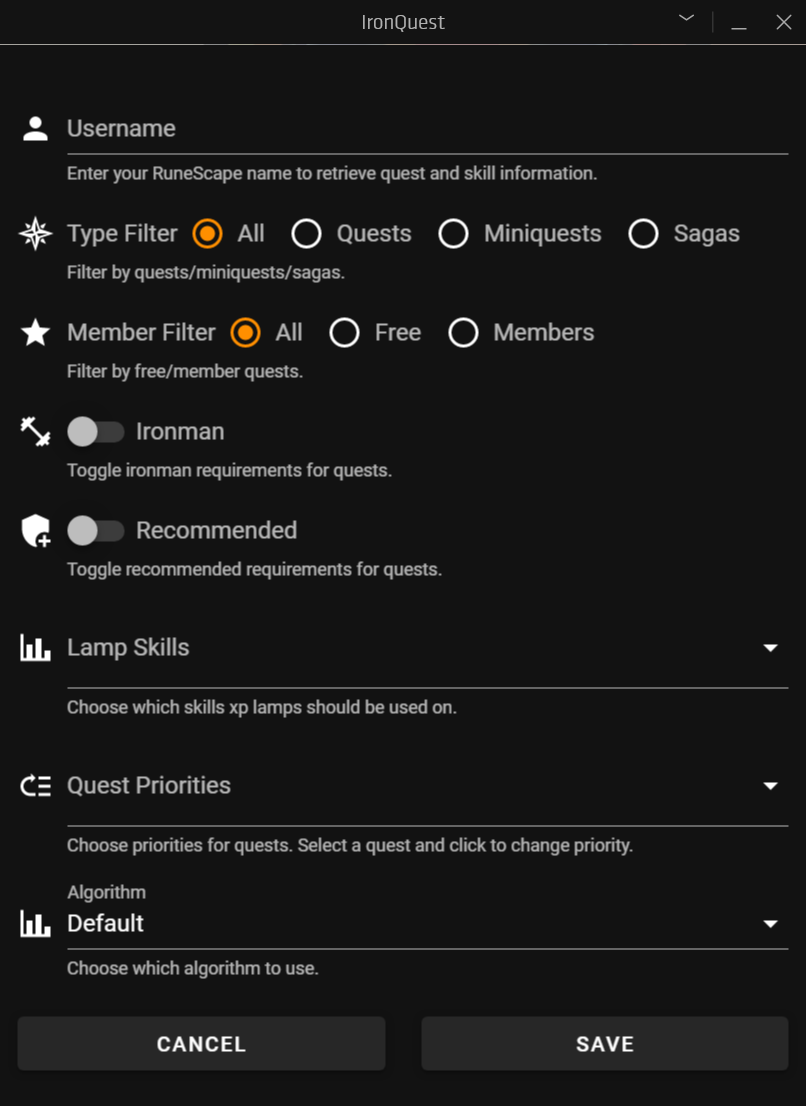 IronQuest
Username
Enter your RuneScape name to retrieve quest and skill information.
Type Filter All Quests Miniquests Sagas
Filter by quests/miniquests/sagas.
Member Filter All Free Members
Filter by free/member quests.
Ironman
Toggle ironman requirements for quests.
Recommended
Toggle recommended requirements for quests.
Lamp Skills
Choose which skills xp lamps should be used on.
Quest Priorities
Choose priorities for quests. Select a quest and click to change priority.
Algorithm
Default
Choose which algorithm to use.
CANCEL SAVE